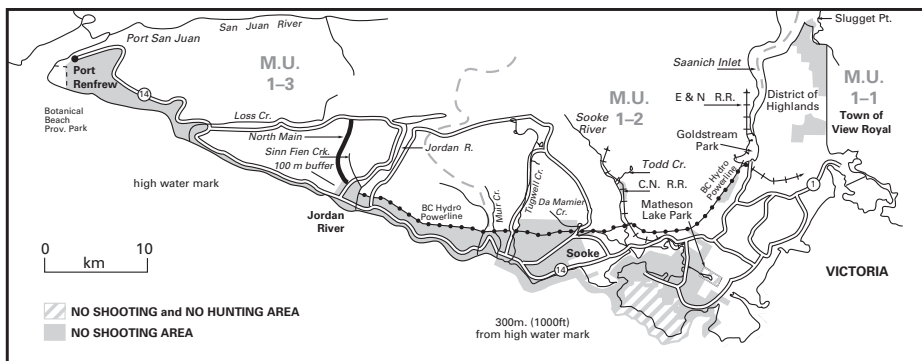 Slugget Pt.
San Juan River
Port San Juan
M.U.
1–3
Port
Renfrew
14
Saanich Inlet
M.U.
1–1
E & N R.R.
District of
Highlands
Town of
View Royal
M.U.
1–2
Sooke
River
Botanical
Beach
Prov. Park
Loss Cr.
North Main
Sinn Fien Crk.
100 m buffer
Jordan R.
Goldstream
Park
Todd Cr.
C.N. R.R.
BC Hydro
Powerline
1
high water mark
Tugwell Cr.
Muir Cr.
Da Mamier
Cr.
Matheson
Lake Park
BC Hydro
Powerline
Jordan
River
Sooke
14
0 10
km
VICTORIA
NO SHOOTING and NO HUNTING AREA
NO SHOOTING AREA
300m. (1000ft)
from high water mark